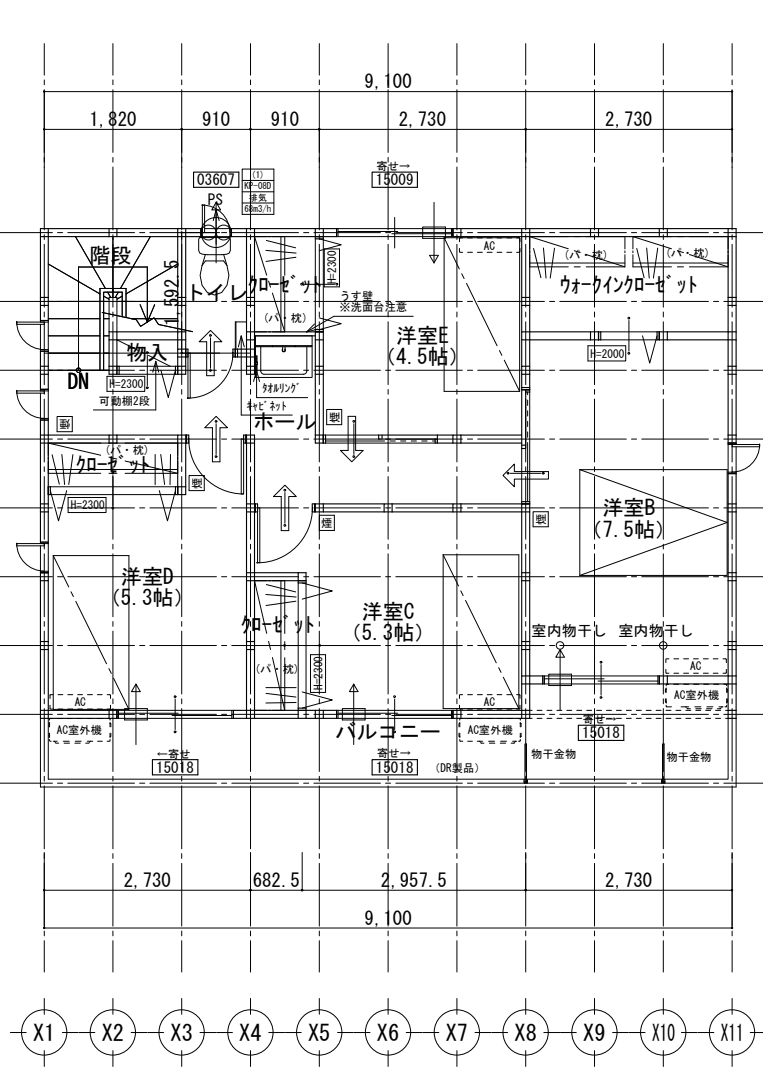 9,100
1,820
910
910
2,730
2,730
寄せ→
15009
03607
(1)
KP-08D
排気
68m3/h
PS
階段
1,592.5
トイレ
クローゼット
(パ・枕)
H=2300
うす壁
※洗面台注意
AC
洋室E
(4.5帖)
(パ・枕)
(パ・枕)
ウォークインクローゼット
H=2000
物入
DN
H=2300
可動棚2段
タオルリング
キャビネット
ホール
煙
煙
(パ・枕)
クローゼット
H=2300
煙
煙
煙
洋室B
(7.5帖)
洋室D
(5.3帖)
クローゼット
(パ・枕)
H=2300
洋室C
(5.3帖)
室内物干し
室内物干し
AC
AC
AC
AC室外機
AC室外機
AC室外機
バルコニー
←寄せ
15018
寄せ→
15018
(DR製品)
寄せ→
15018
物干金物
物干金物
2,730
682.5
2,957.5
2,730
9,100
X1
X2
X3
X4
X5
X6
X7
X8
X9
X10
X11